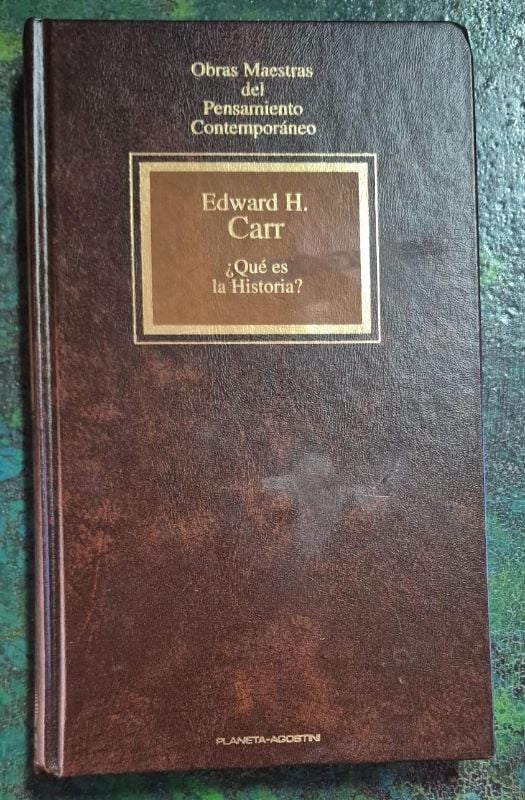 Obras Maestras
del
Pensamiento
Contemporáneo
Edward H.
Carr
¿Qué es
la Historia?
PLANETA-AGOSTINI